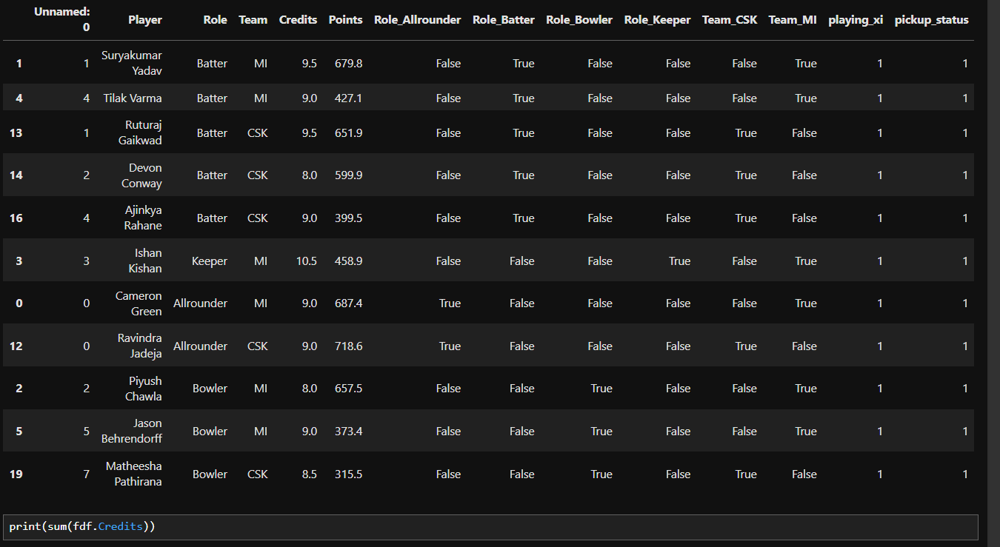 Unnamed: 0 Player Role Team Credits Points Role_Allrounder Role_Batter Role_Bowler Role_Keeper Team_CSK Team_MI playing_xi pickup_status
1 1 Suryakumar Yadav Batter MI 9.5 679.8 False True False False False True 1 1
4 4 Tilak Varma Batter MI 9.0 427.1 False True False False False True 1 1
13 1 Ruturaj Gaikwad Batter CSK 9.5 651.9 False True False False True False 1 1
14 2 Devon Conway Batter CSK 8.0 599.9 False True False False True False 1 1
16 4 Ajinkya Rahane Batter CSK 9.0 399.5 False True False False True False 1 1
3 3 Ishan Kishan Keeper MI 10.5 458.9 False False False True False True 1 1
0 0 Cameron Green Allrounder MI 9.0 687.4 True False False False False True 1 1
12 0 Ravindra Jadeja Allrounder CSK 9.0 718.6 True False False False True False 1 1
2 2 Piyush Chawla Bowler MI 8.0 657.5 False False True False False True 1 1
5 5 Jason Behrendorff Bowler MI 9.0 373.4 False False True False False True 1 1
19 7 Matheesha Pathirana Bowler CSK 8.5 315.5 False False True False True False 1 1
print(sum(fdf.Credits))